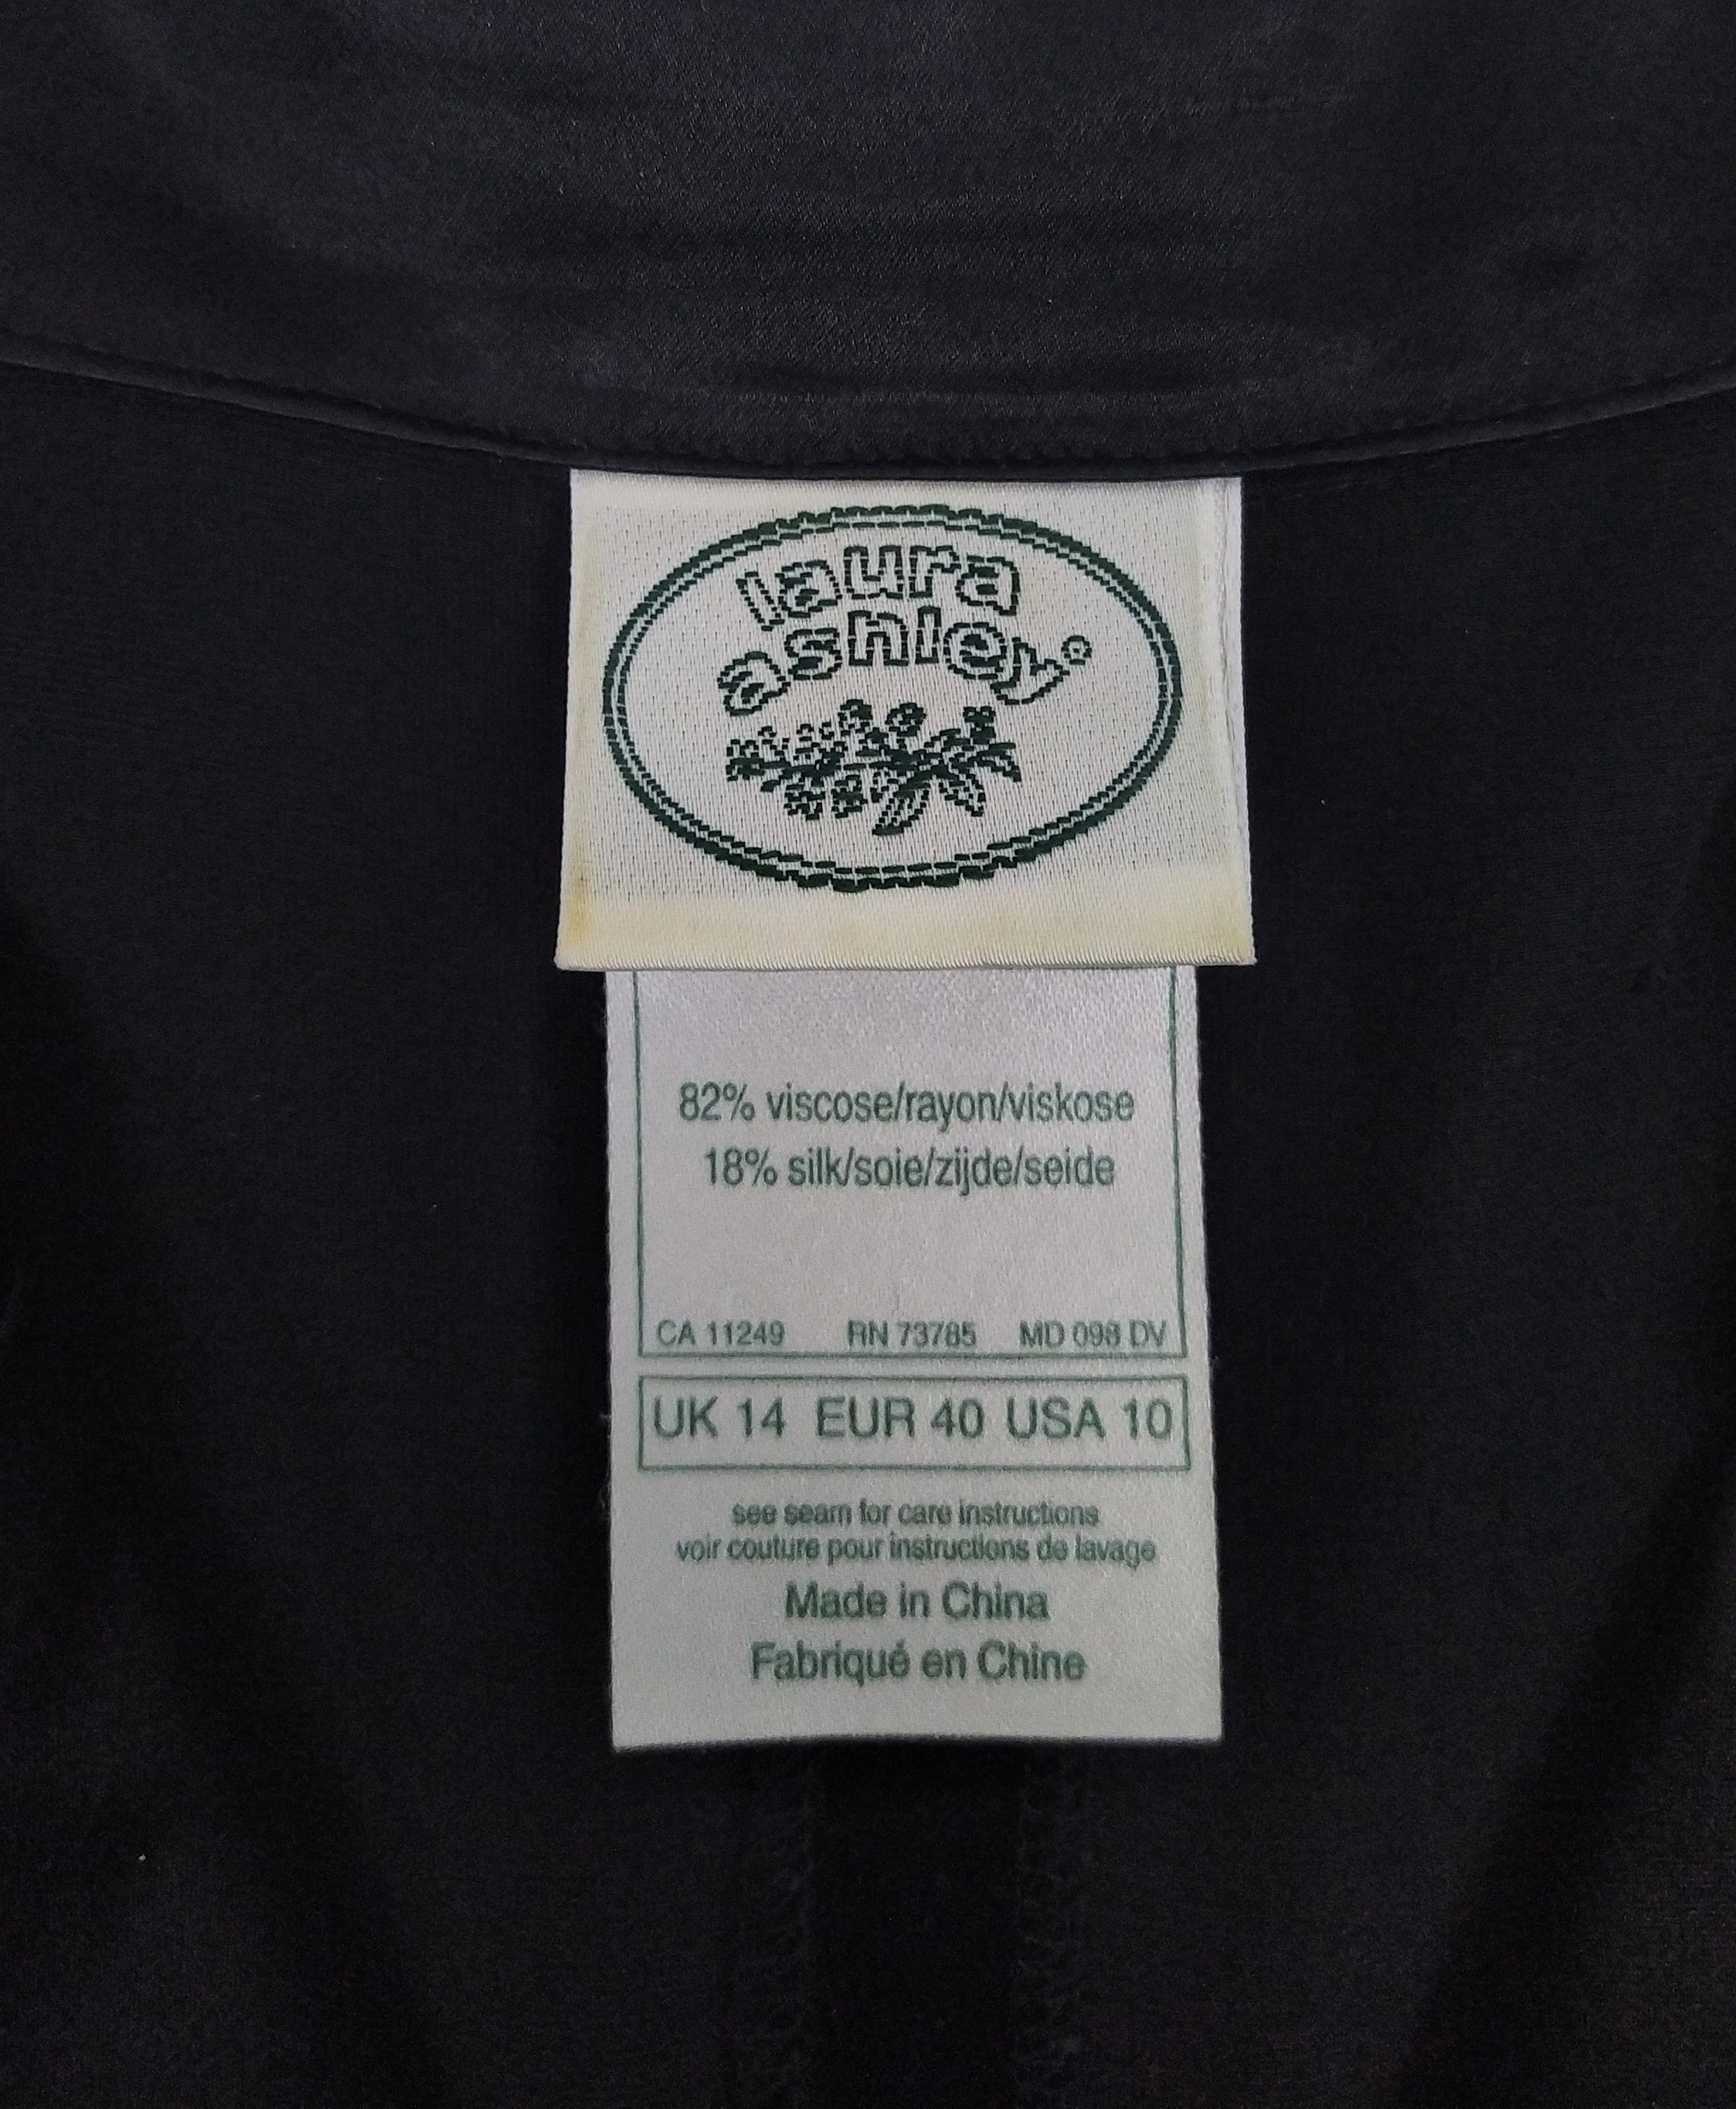 laura
ashley®
82% viscose/rayon/viskose
18% silk/soie/zijde/seide
CA 11249 RN 73785 MD 098 DV
UK 14 EUR 40 USA 10
see seam for care instructions
voir couture pour instructions de lavage
Made in China
Fabriqué en Chine